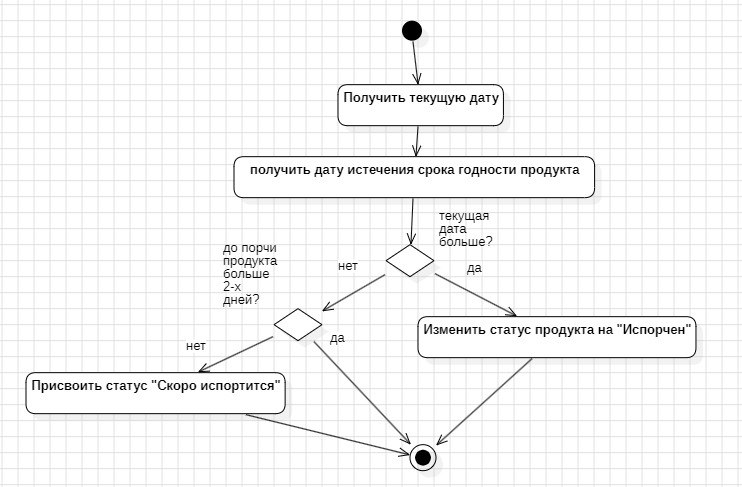 Получить текущую дату
получить дату истечения срока годности продукта
текущая
дата
больше?
до порчи
продукта
больше
2-х
дней?
нет
да
Изменить статус продукта на "Испорчен"
нет
да
Присвоить статус "Скоро испортится"